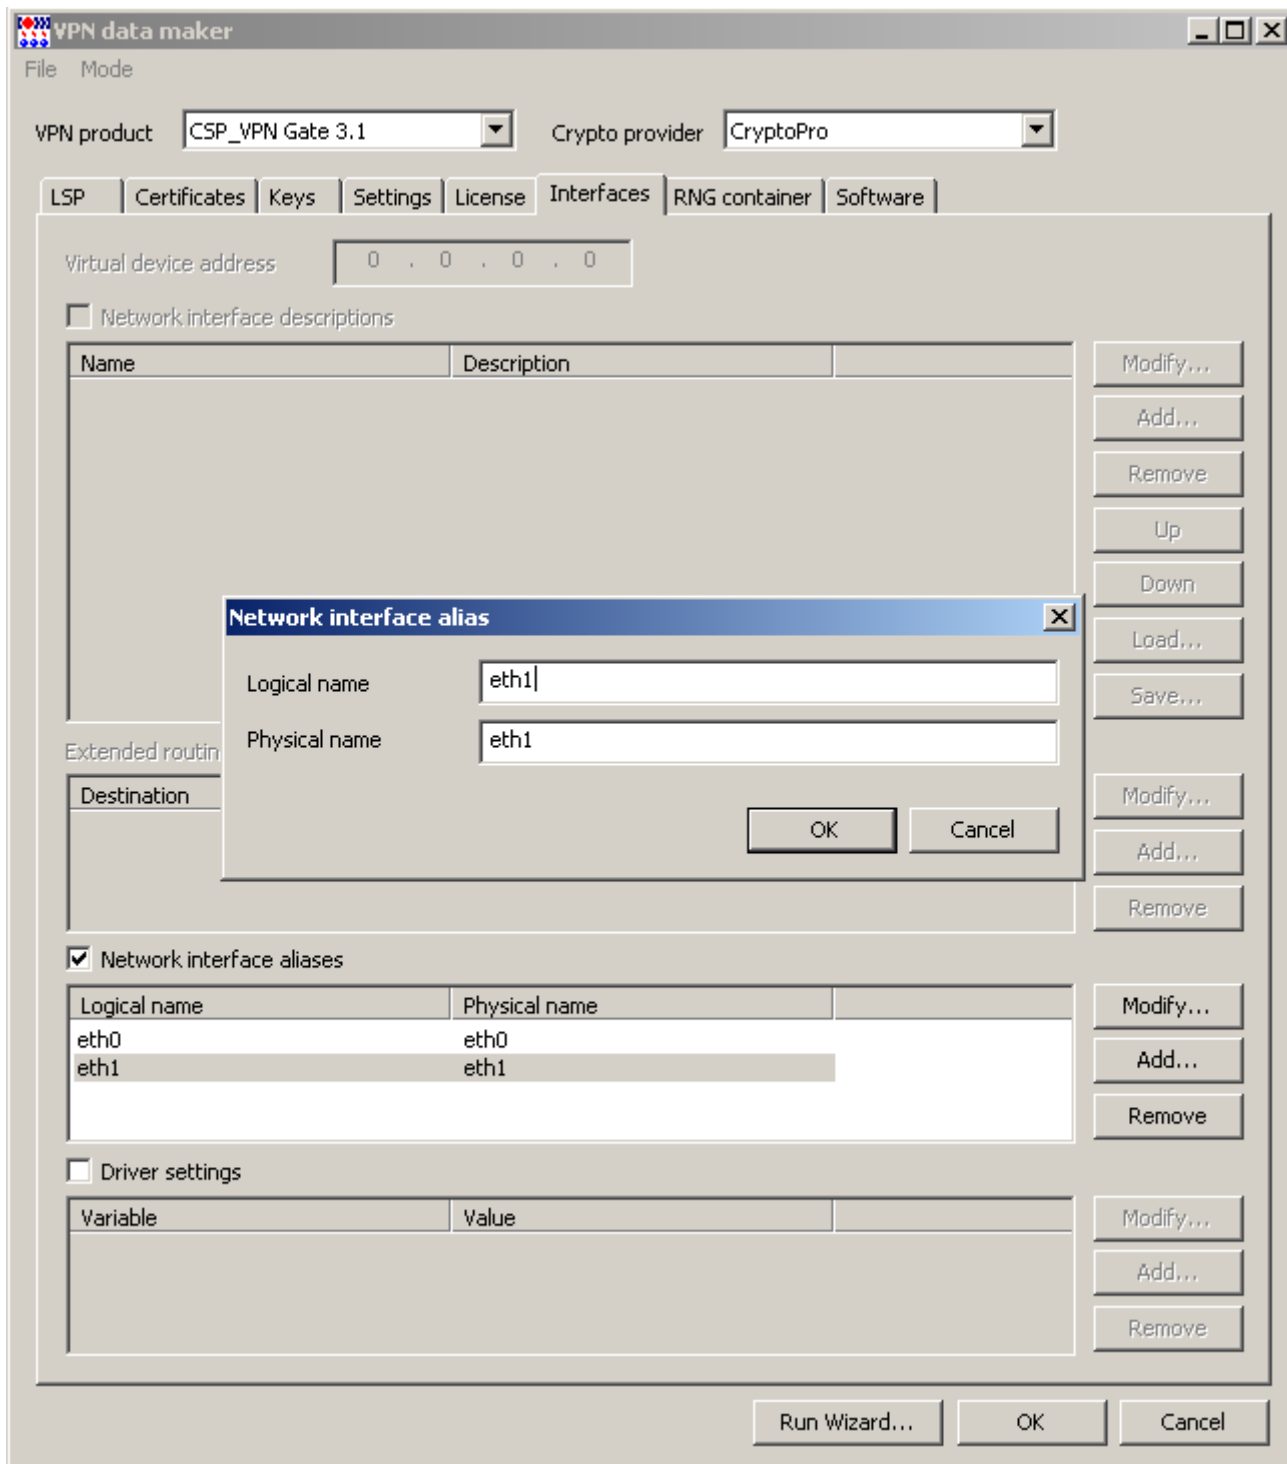 VPN data maker
File Mode
VPN product CSP_VPN Gate 3.1 Crypto provider CryptoPro
LSP Certificates Keys Settings License Interfaces RNG container Software
Virtual device address 0 . 0 . 0 . 0
Network interface descriptions
Name Description Modify...
Add...
Remove
Up
Down
Network interface alias
Load...
Logical name eth1
Save...
Physical name eth1
Extended routin
Destination Modify...
OK Cancel
Add...
Remove
Network interface aliases
Logical name Physical name Modify...
eth0 eth0
eth1 eth1 Add...
Remove
Driver settings
Variable Value Modify...
Add...
Remove
Run Wizard... OK Cancel